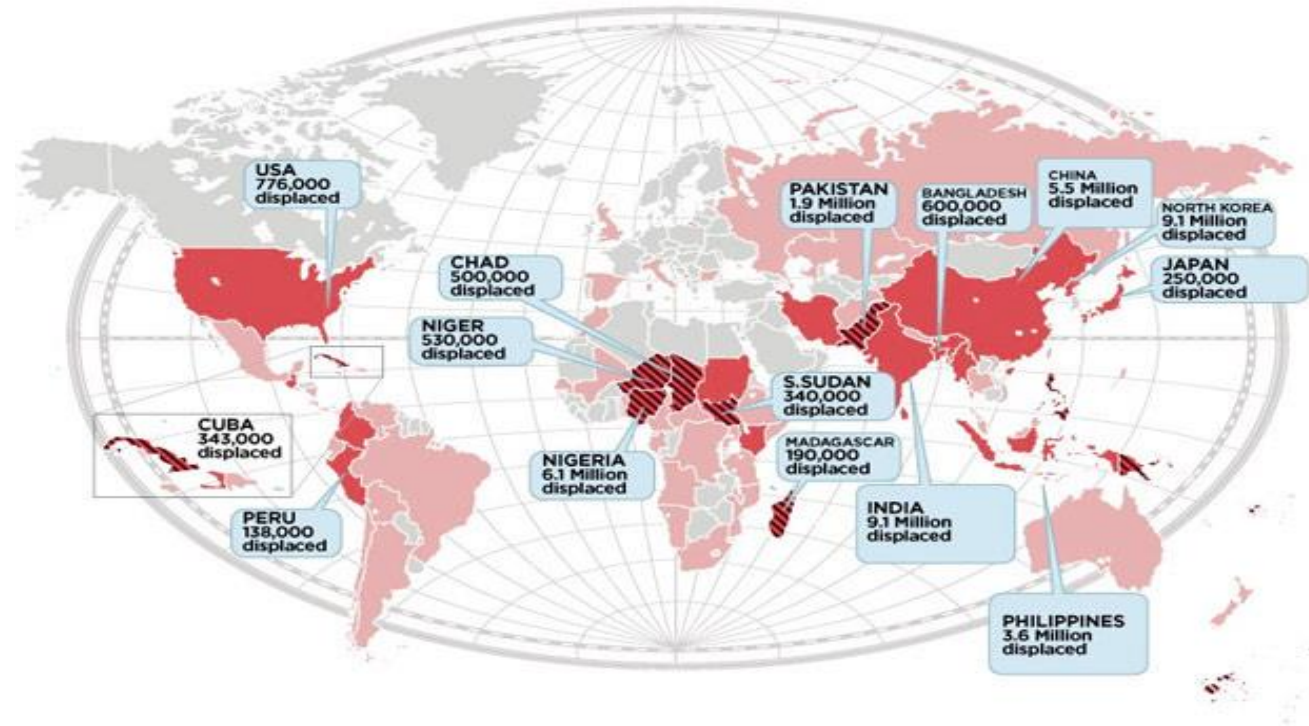 USA
776,000
displaced
CHAD
500,000
displaced
NIGER
530,000
displaced
CUBA
343,000
displaced
PERU
138,000
displaced
NIGERIA
6.1 Million
displaced
PAKISTAN
1.9 Million
displaced
BANGLADESH
600,000
displaced
CHINA
5.5 Million
displaced
NORTH KOREA
9.1 Million
displaced
JAPAN
250,000
displaced
S.SUDAN
340,000
displaced
MADAGASCAR
190,000
displaced
INDIA
9.1 Million
displaced
PHILIPPINES
3.6 Million
displaced